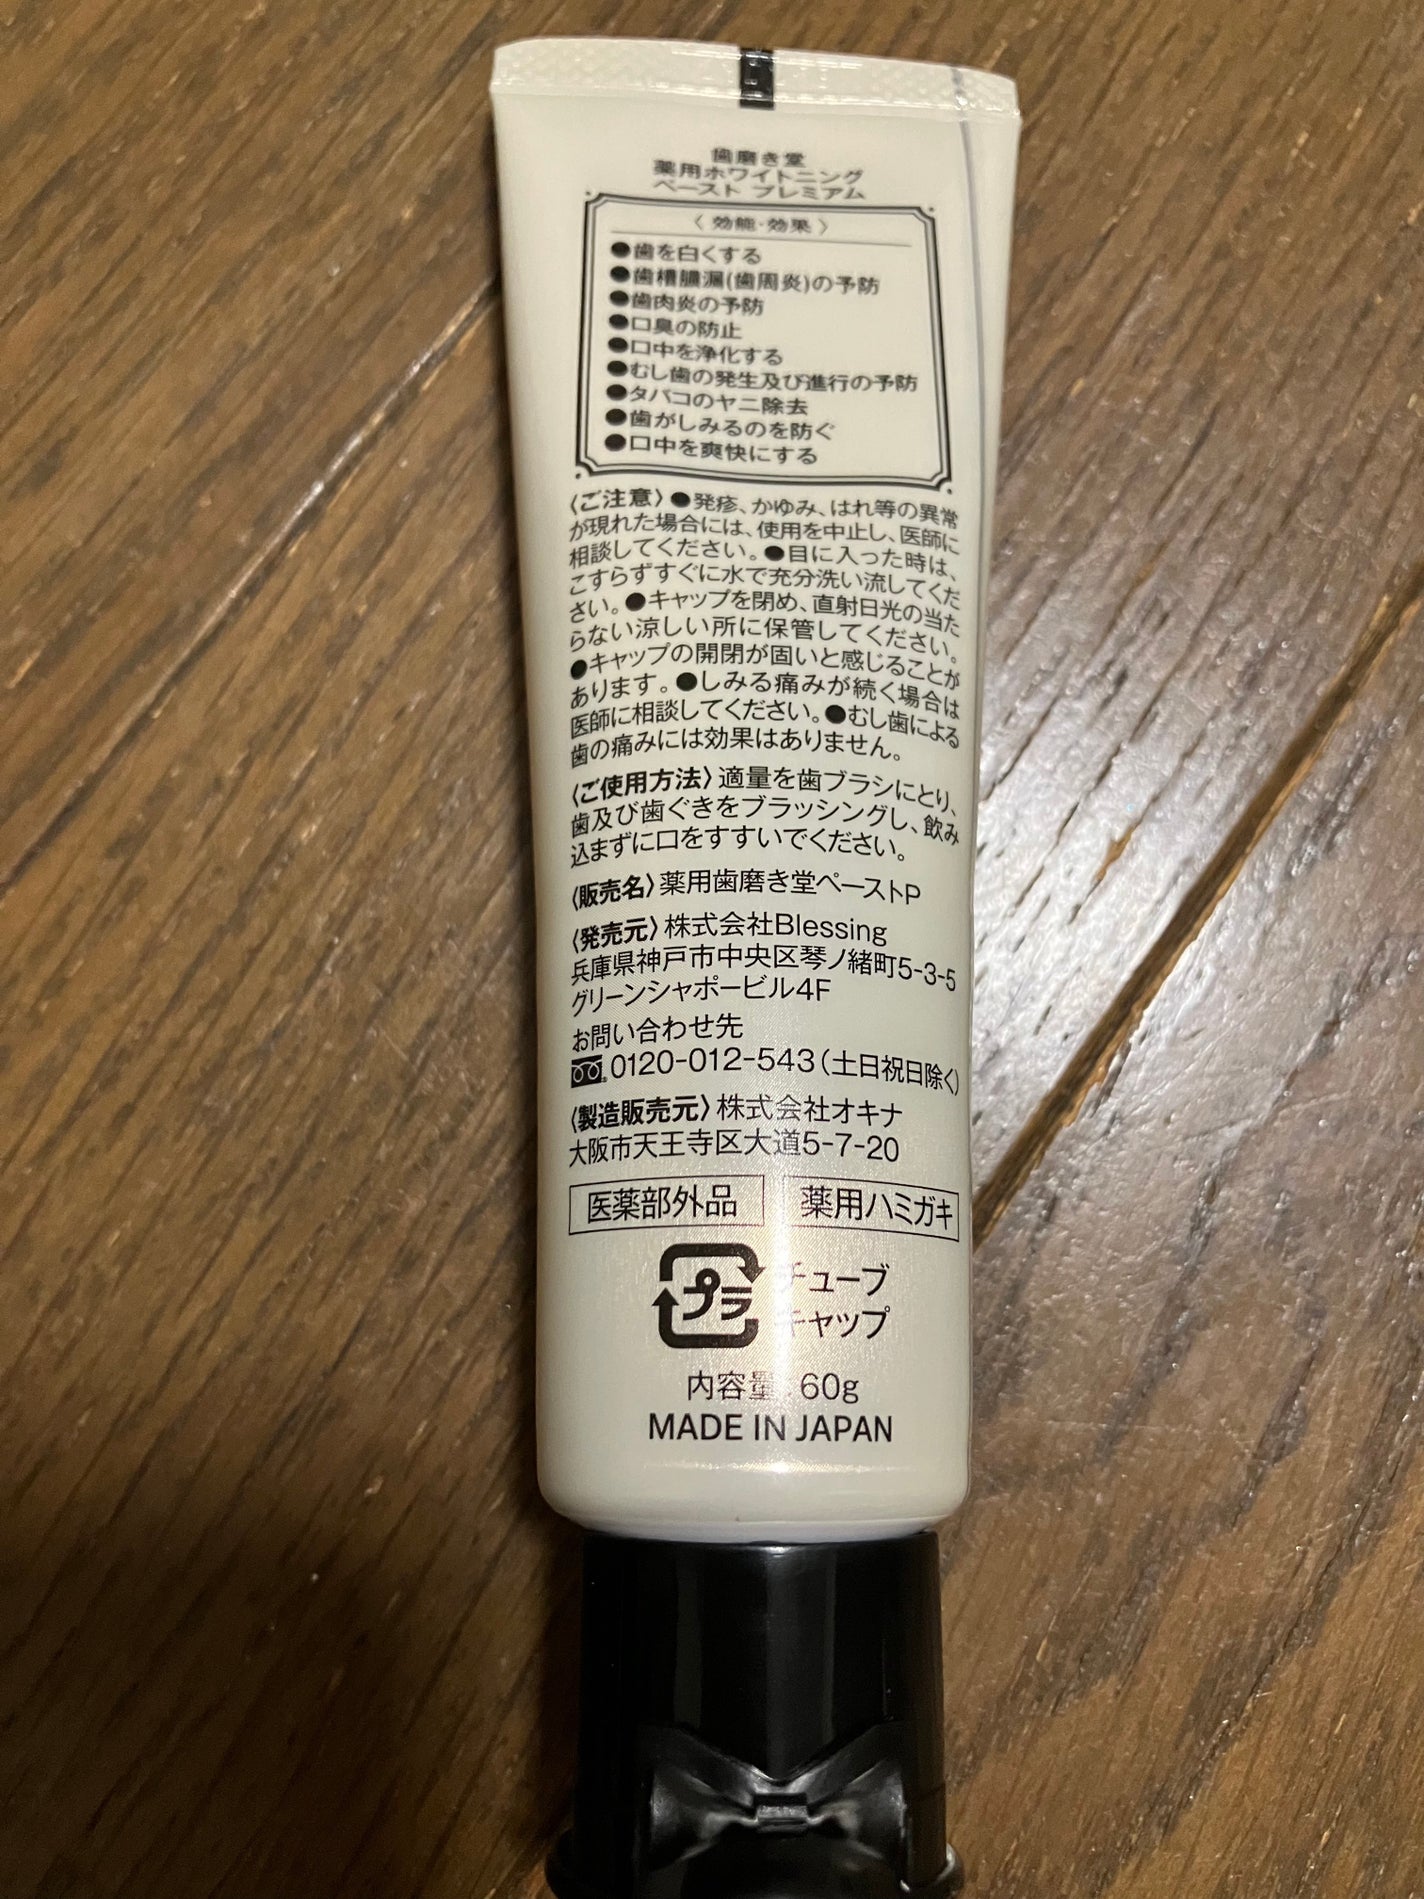 歯磨き堂
薬用ホワイトニング
ペースト プレミアム
〈 効能・効果 〉
●歯を白くする
●歯槽膿漏(歯周炎)の予防
●歯肉炎の予防
●口臭の防止
●口中を浄化する
●むし歯の発生及び進行の予防
●タバコのヤニ除去
●歯がしみるのを防ぐ
●口中を爽快にする
〈ご注意〉●発疹、かゆみ、はれ等の異常
が現れた場合には、使用を中止し、医師に
相談してください。●目に入った時は、
こすらずすぐに水で充分洗い流してくだ
さい。●キャップを閉め、直射日光の当た
らない涼しい所に保管してください。
●キャップの開閉が固いと感じることが
あります。●しみる痛みが続く場合は
医師に相談してください。●むし歯による
歯の痛みには効果はありません。
〈ご使用方法〉適量を歯ブラシにとり、
歯及び歯ぐきをブラッシングし、飲み
込まずに口をすすいでください。
〈販売名〉薬用歯磨き堂ペーストP
〈発売元〉株式会社Blessing
兵庫県神戸市中央区琴ノ緒町5-3-5
グリーンシャポービル4F
お問い合わせ先
0120-012-543(土日祝日除く)
〈製造販売元〉株式会社オキナ
大阪市天王寺区大道5-7-20
医薬部外品 薬用ハミガキ
プラ チューブ
キャップ
内容量:60g
MADE IN JAPAN